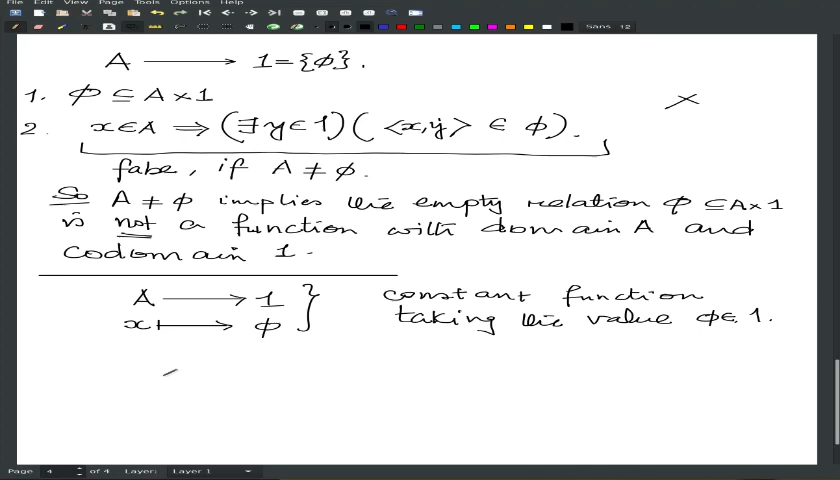 File Edit View Page Tools Options Help
Sans 12
A ⟶ 1={ϕ}.
1. ϕ ⊆ A×1
2. x∈A ⟹ (∃y∈1)(<x,y> ∈ ϕ).
false, if A ≠ ϕ.
So A ≠ ϕ implies the empty relation ϕ ⊆ A×1
is not a function with domain A and
codomain 1.
A ⟶ 1 } constant function
x ⟼ ϕ taking the value ϕ∈1.
Page 4 of 4 Layer: Layer 1